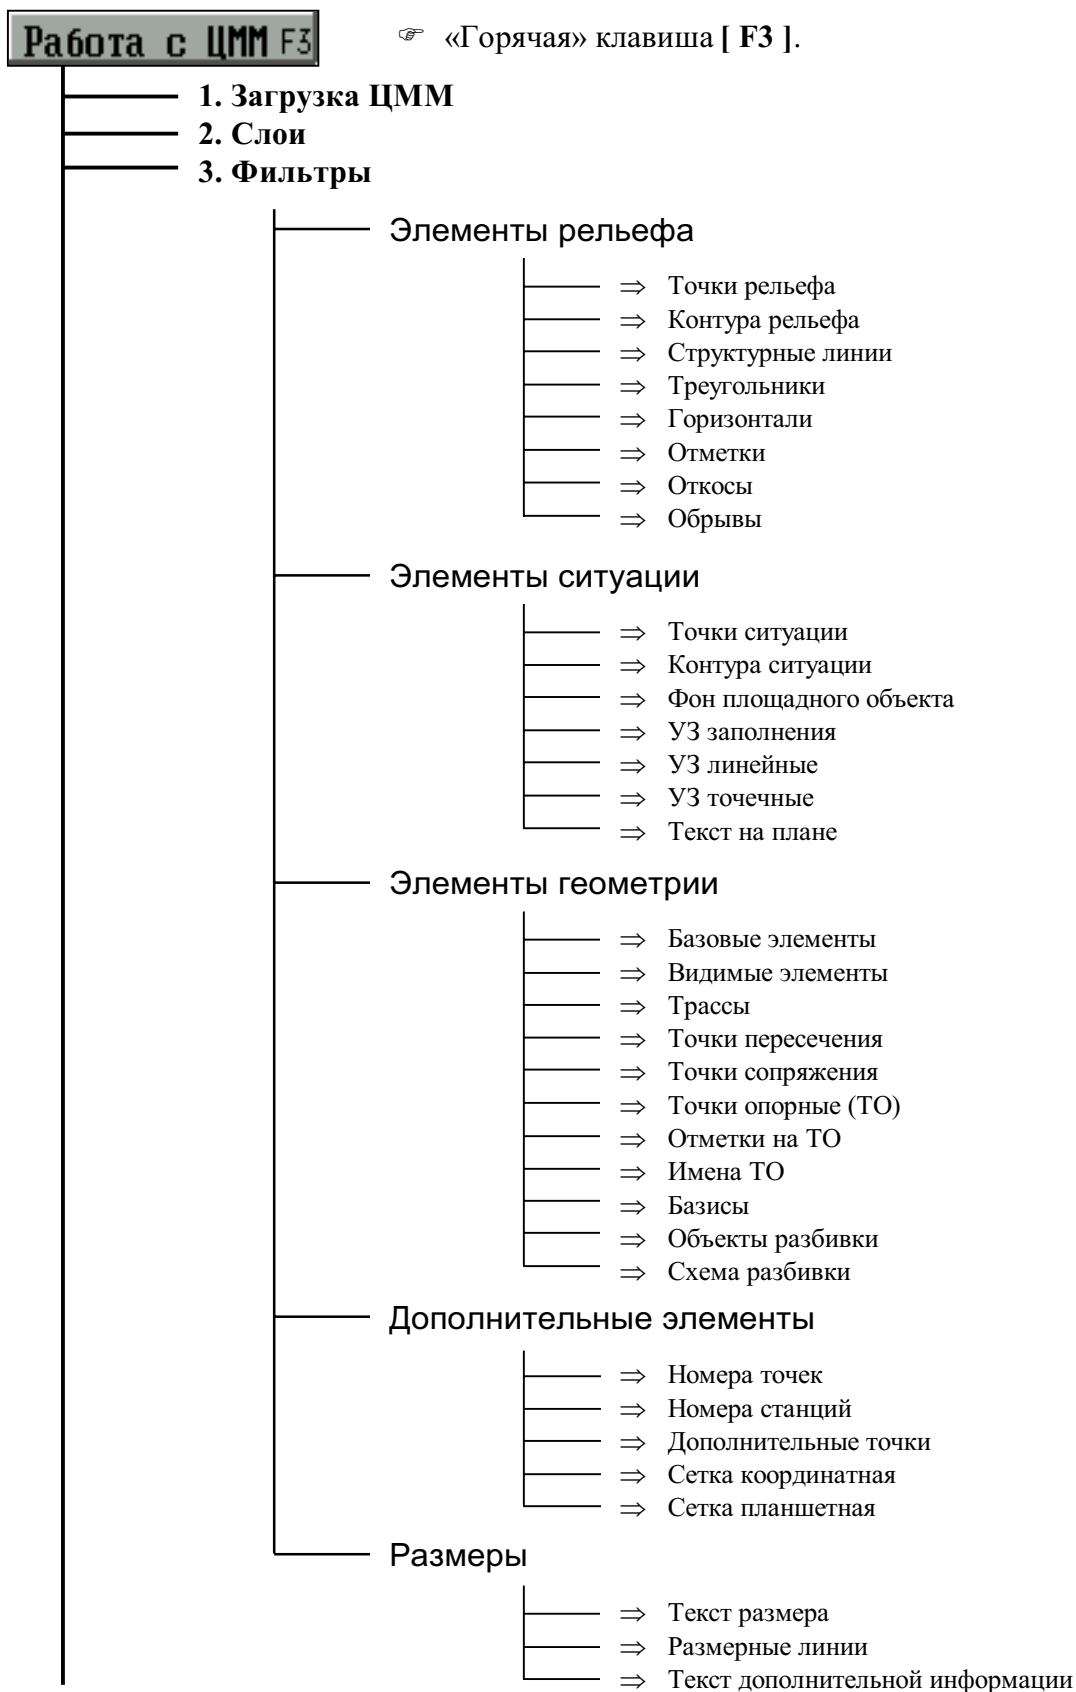 Работа с ЦММ F3
☞ «Горячая» клавиша [ F3 ].
1. Загрузка ЦММ
2. Слои
3. Фильтры
Элементы рельефа
⇒ Точки рельефа
⇒ Контура рельефа
⇒ Структурные линии
⇒ Треугольники
⇒ Горизонтали
⇒ Отметки
⇒ Откосы
⇒ Обрывы
Элементы ситуации
⇒ Точки ситуации
⇒ Контура ситуации
⇒ Фон площадного объекта
⇒ УЗ заполнения
⇒ УЗ линейные
⇒ УЗ точечные
⇒ Текст на плане
Элементы геометрии
⇒ Базовые элементы
⇒ Видимые элементы
⇒ Трассы
⇒ Точки пересечения
⇒ Точки сопряжения
⇒ Точки опорные (ТО)
⇒ Отметки на ТО
⇒ Имена ТО
⇒ Базисы
⇒ Объекты разбивки
⇒ Схема разбивки
Дополнительные элементы
⇒ Номера точек
⇒ Номера станций
⇒ Дополнительные точки
⇒ Сетка координатная
⇒ Сетка планшетная
Размеры
⇒ Текст размера
⇒ Размерные линии
⇒ Текст дополнительной информации